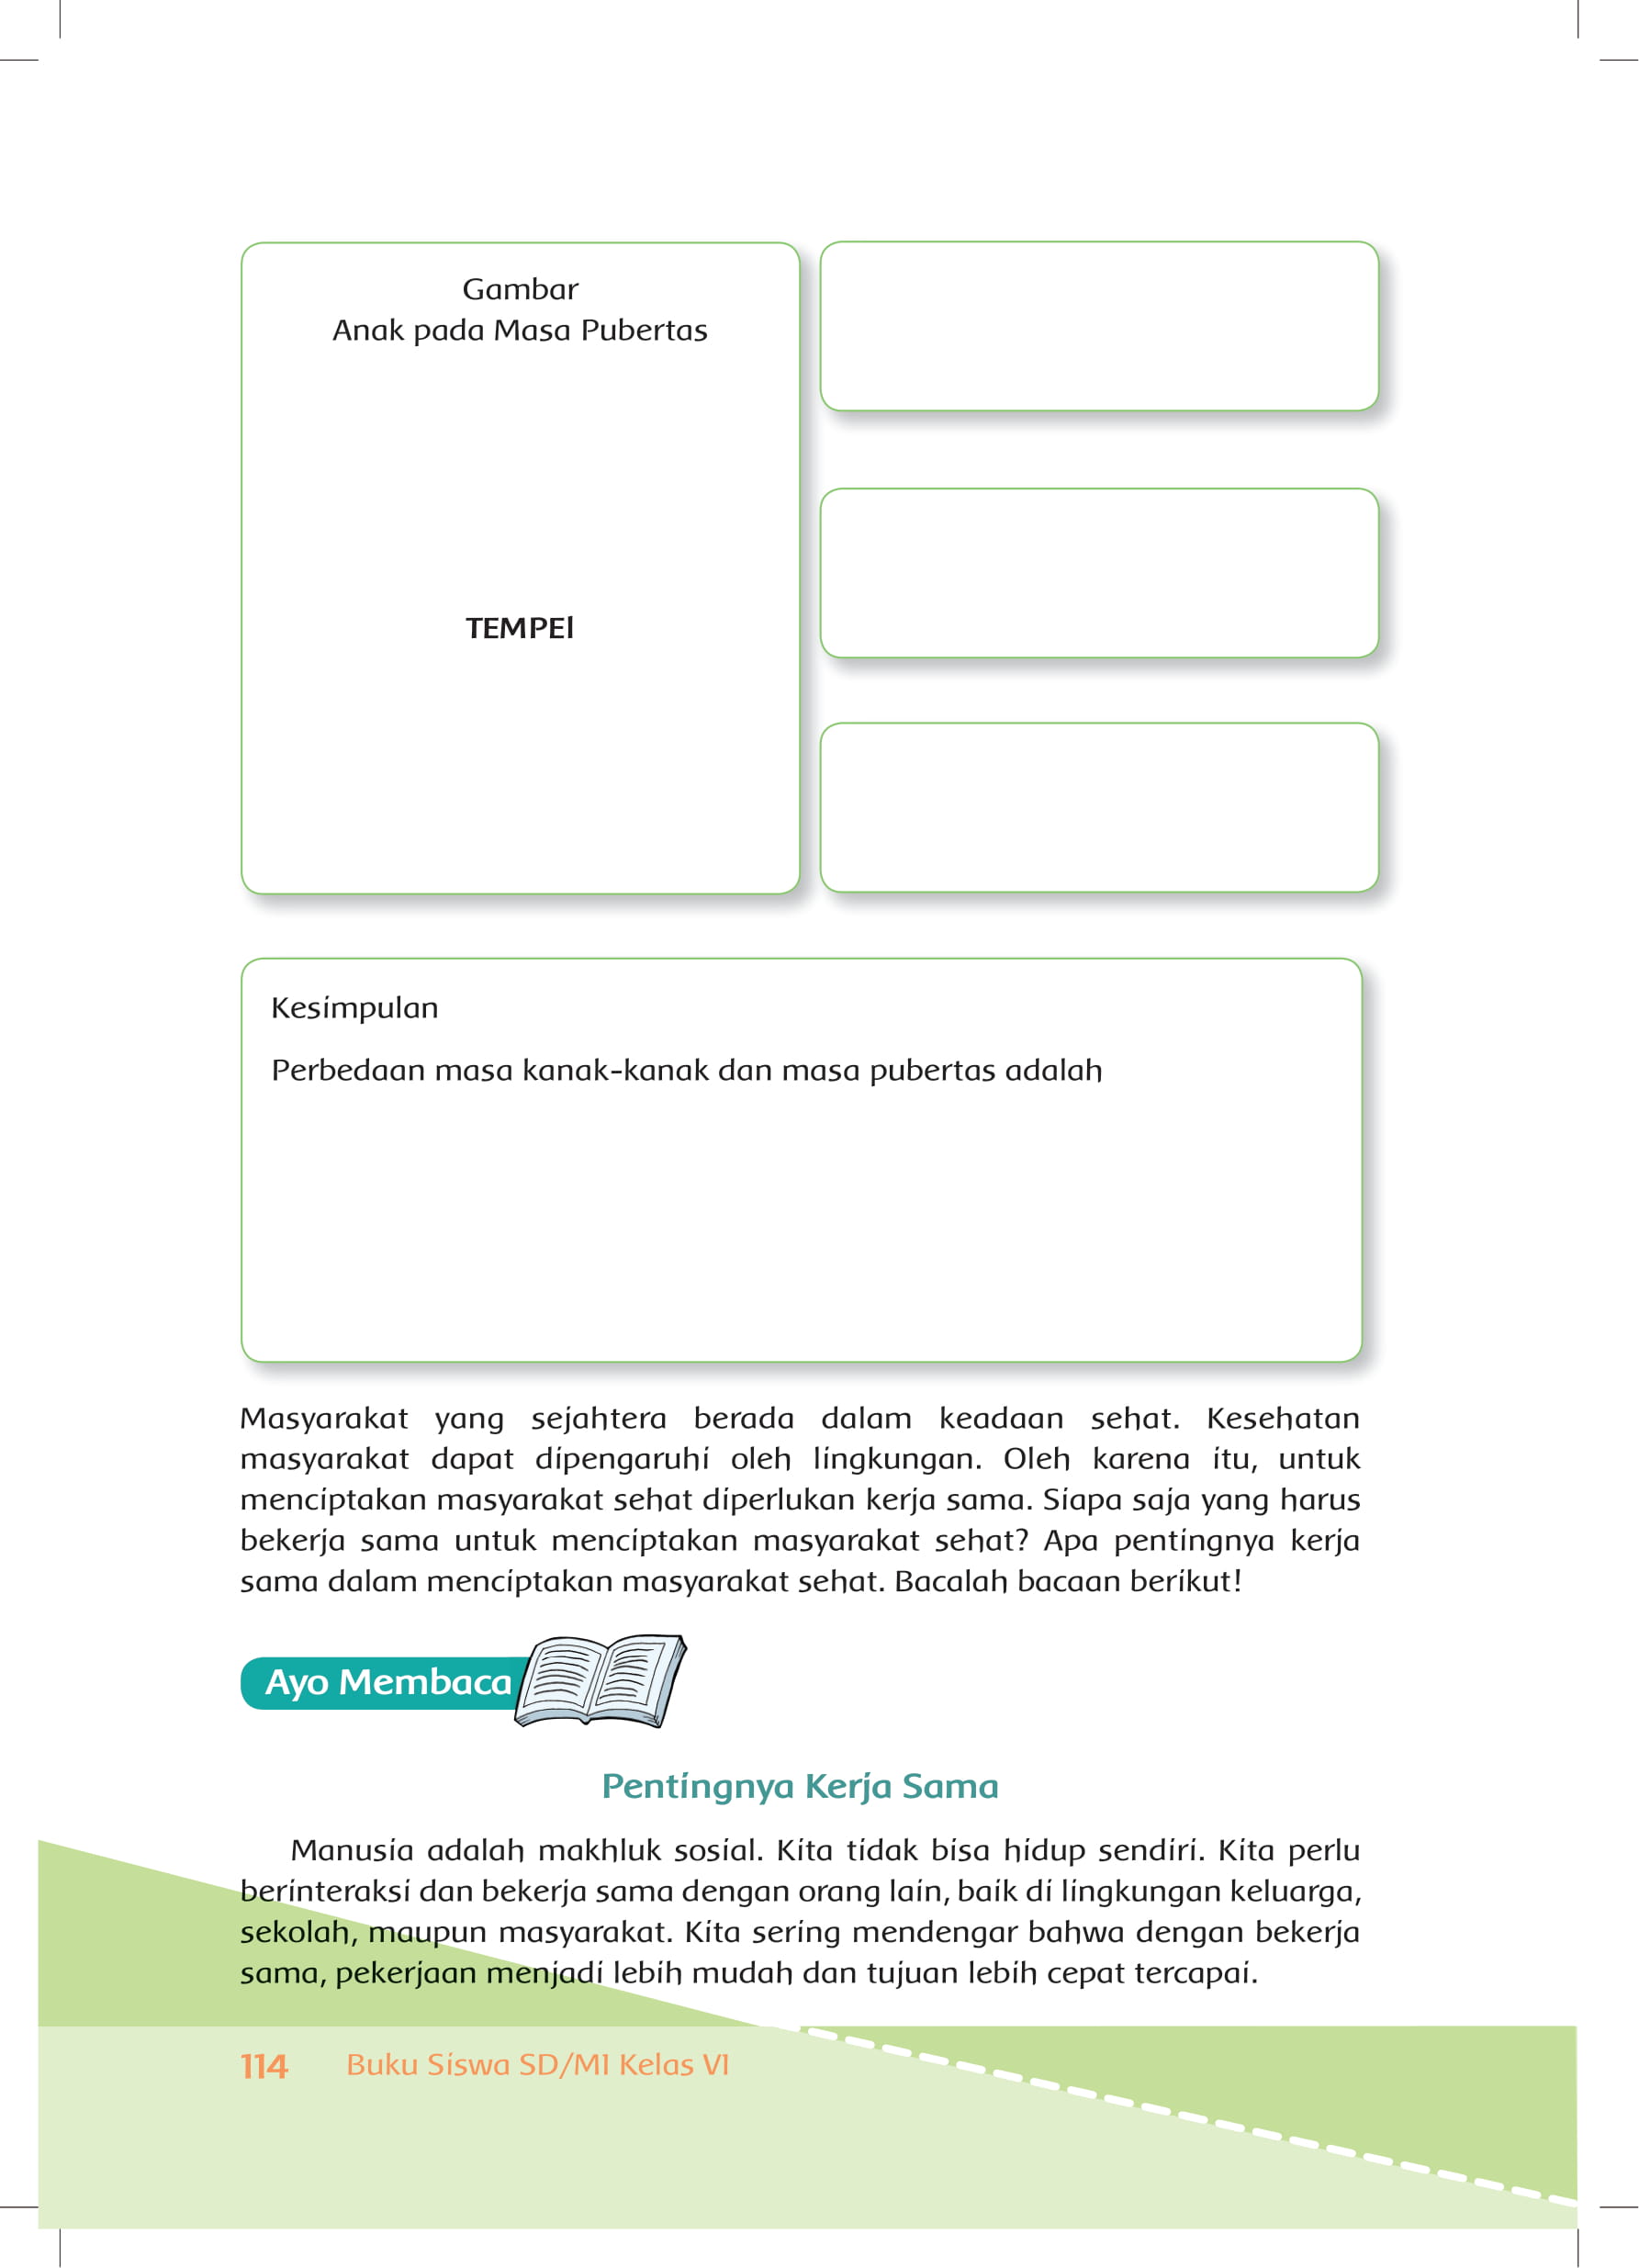 Gambar
Anak pada Masa Pubertas
TEMPEl
Kesimpulan
Perbedaan masa kanak-kanak dan masa pubertas adalah
Masyarakat yang sejahtera berada dalam keadaan sehat. Kesehatan
masyarakat dapat dipengaruhi oleh lingkungan. Oleh karena itu, untuk
menciptakan masyarakat sehat diperlukan kerja sama. Siapa saja yang harus
bekerja sama untuk menciptakan masyarakat sehat? Apa pentingnya kerja
sama dalam menciptakan masyarakat sehat. Bacalah bacaan berikut!
Ayo Membaca
Pentingnya Kerja Sama
Manusia adalah makhluk sosial. Kita tidak bisa hidup sendiri. Kita perlu
berinteraksi dan bekerja sama dengan orang lain, baik di lingkungan keluarga,
sekolah, maupun masyarakat. Kita sering mendengar bahwa dengan bekerja
sama, pekerjaan menjadi lebih mudah dan tujuan lebih cepat tercapai.
114 Buku Siswa SD/MI Kelas VI